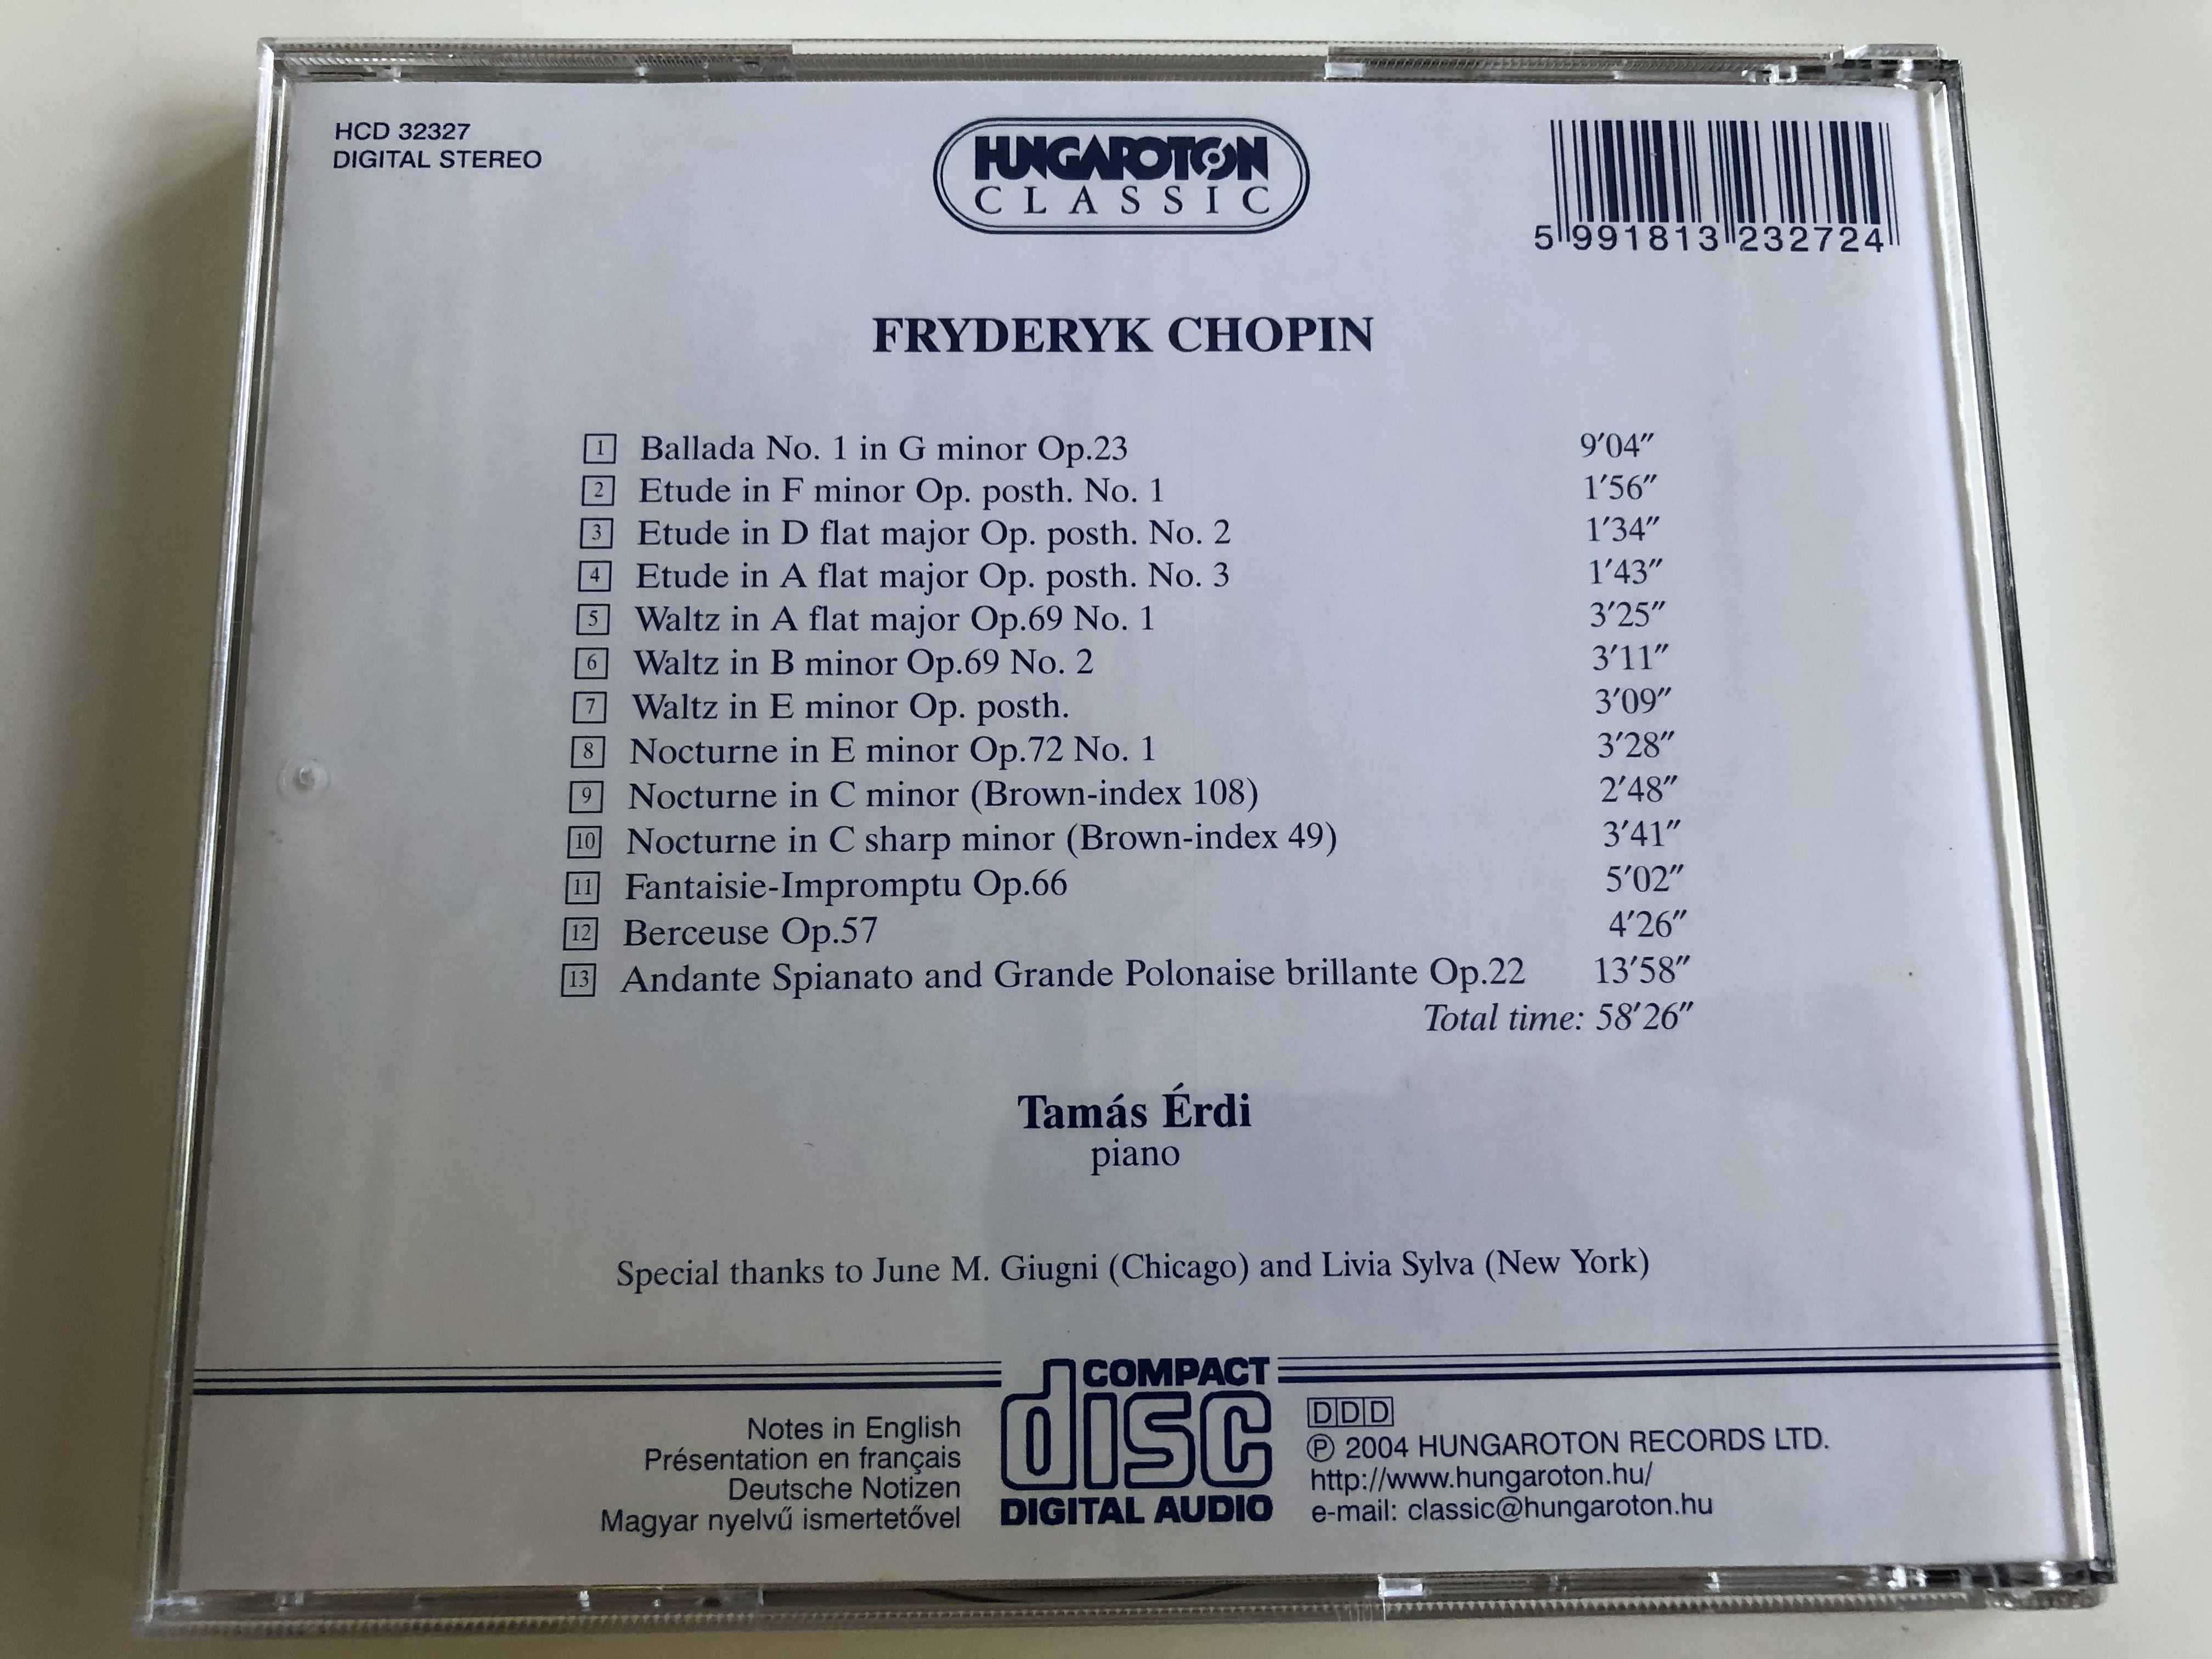 HCD 32327
DIGITAL STEREO
HUNGAROTON
CLASSIC
5 991813 232724
FRYDERYK CHOPIN
1 Ballada No. 1 in G minor Op.23 9′04″
2 Etude in F minor Op. posth. No. 1 1′56″
3 Etude in D flat major Op. posth. No. 2 1′34″
4 Etude in A flat major Op. posth. No. 3 1′43″
5 Waltz in A flat major Op.69 No. 1 3′25″
6 Waltz in B minor Op.69 No. 2 3′11″
7 Waltz in E minor Op. posth. 3′09″
8 Nocturne in E minor Op.72 No. 1 3′28″
9 Nocturne in C minor (Brown-index 108) 2′48″
10 Nocturne in C sharp minor (Brown-index 49) 3′41″
11 Fantaisie-Impromptu Op.66 5′02″
12 Berceuse Op.57 4′26″
13 Andante Spianato and Grande Polonaise brillante Op.22 13′58″
Total time: 58′26″
Tamás Érdi
piano
Special thanks to June M. Giugni (Chicago) and Livia Sylva (New York)
Notes in English
Présentation en français
Deutsche Notizen
Magyar nyelvű ismertetővel
COMPACT
disc
DIGITAL AUDIO
DDD
℗ 2004 HUNGAROTON RECORDS LTD.
http://www.hungaroton.hu/
e-mail: classic@hungaroton.hu